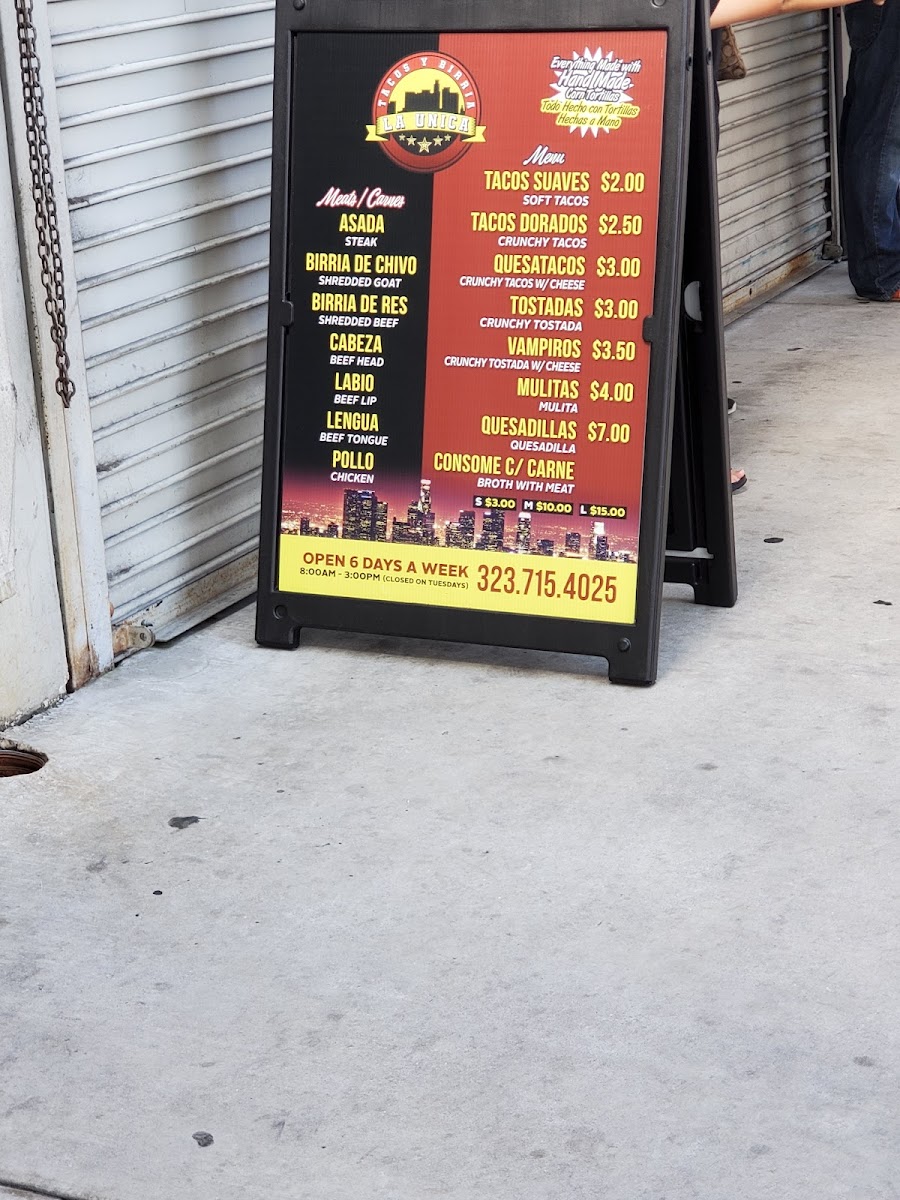 TACOS Y BIRRIA
LA UNICA
Everything Made with
HandMade
Corn Tortillas
Todo Hecho con Tortillas
Hechas a Mano
Meats / Carnes
ASADA
STEAK
BIRRIA DE CHIVO
SHREDDED GOAT
BIRRIA DE RES
SHREDDED BEEF
CABEZA
BEEF HEAD
LABIO
BEEF LIP
LENGUA
BEEF TONGUE
POLLO
CHICKEN
Menu
TACOS SUAVES $2.00
SOFT TACOS
TACOS DORADOS $2.50
CRUNCHY TACOS
QUESATACOS $3.00
CRUNCHY TACOS W/ CHEESE
TOSTADAS $3.00
CRUNCHY TOSTADA
VAMPIROS $3.50
CRUNCHY TOSTADA W/ CHEESE
MULITAS $4.00
MULITA
QUESADILLAS $7.00
QUESADILLA
CONSOME C/ CARNE
BROTH WITH MEAT
S $3.00 M $10.00 L $15.00
OPEN 6 DAYS A WEEK
8:00AM - 3:00PM (CLOSED ON TUESDAYS)
323.715.4025